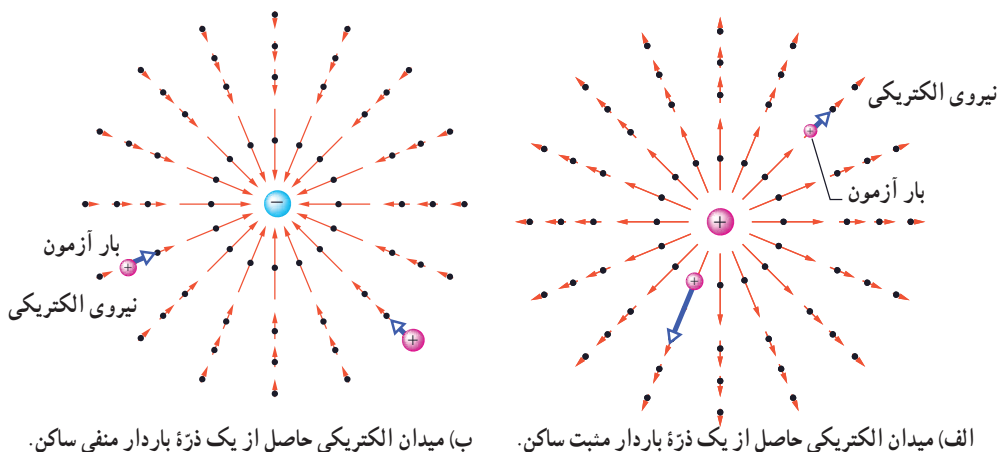 نیروی الکتریکی
بار آزمون
+
+
+
الف) میدان الکتریکی حاصل از یک ذرّهٔ باردار مثبت ساکن.
−
بار آزمون
+
نیروی الکتریکی
+
ب) میدان الکتریکی حاصل از یک ذرّهٔ باردار منفی ساکن.